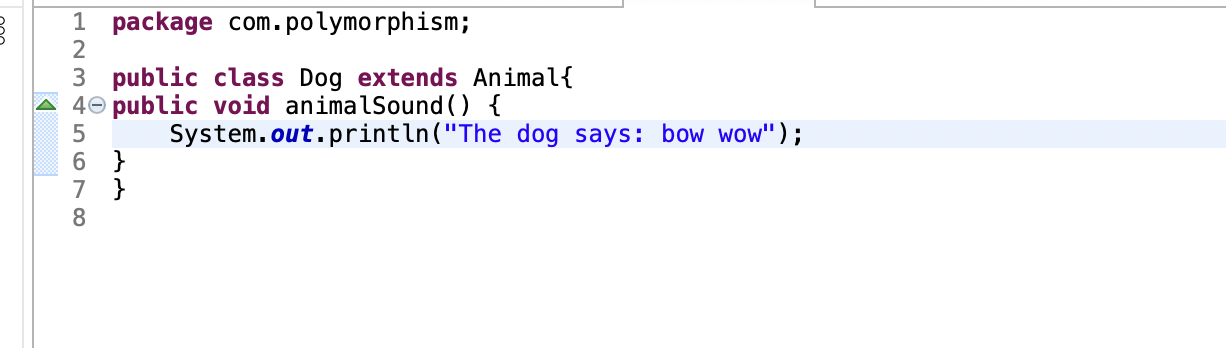 1 package com.polymorphism;
2
3 public class Dog extends Animal{
4 public void animalSound() {
5     System.out.println("The dog says: bow wow");
6 }
7 }
8